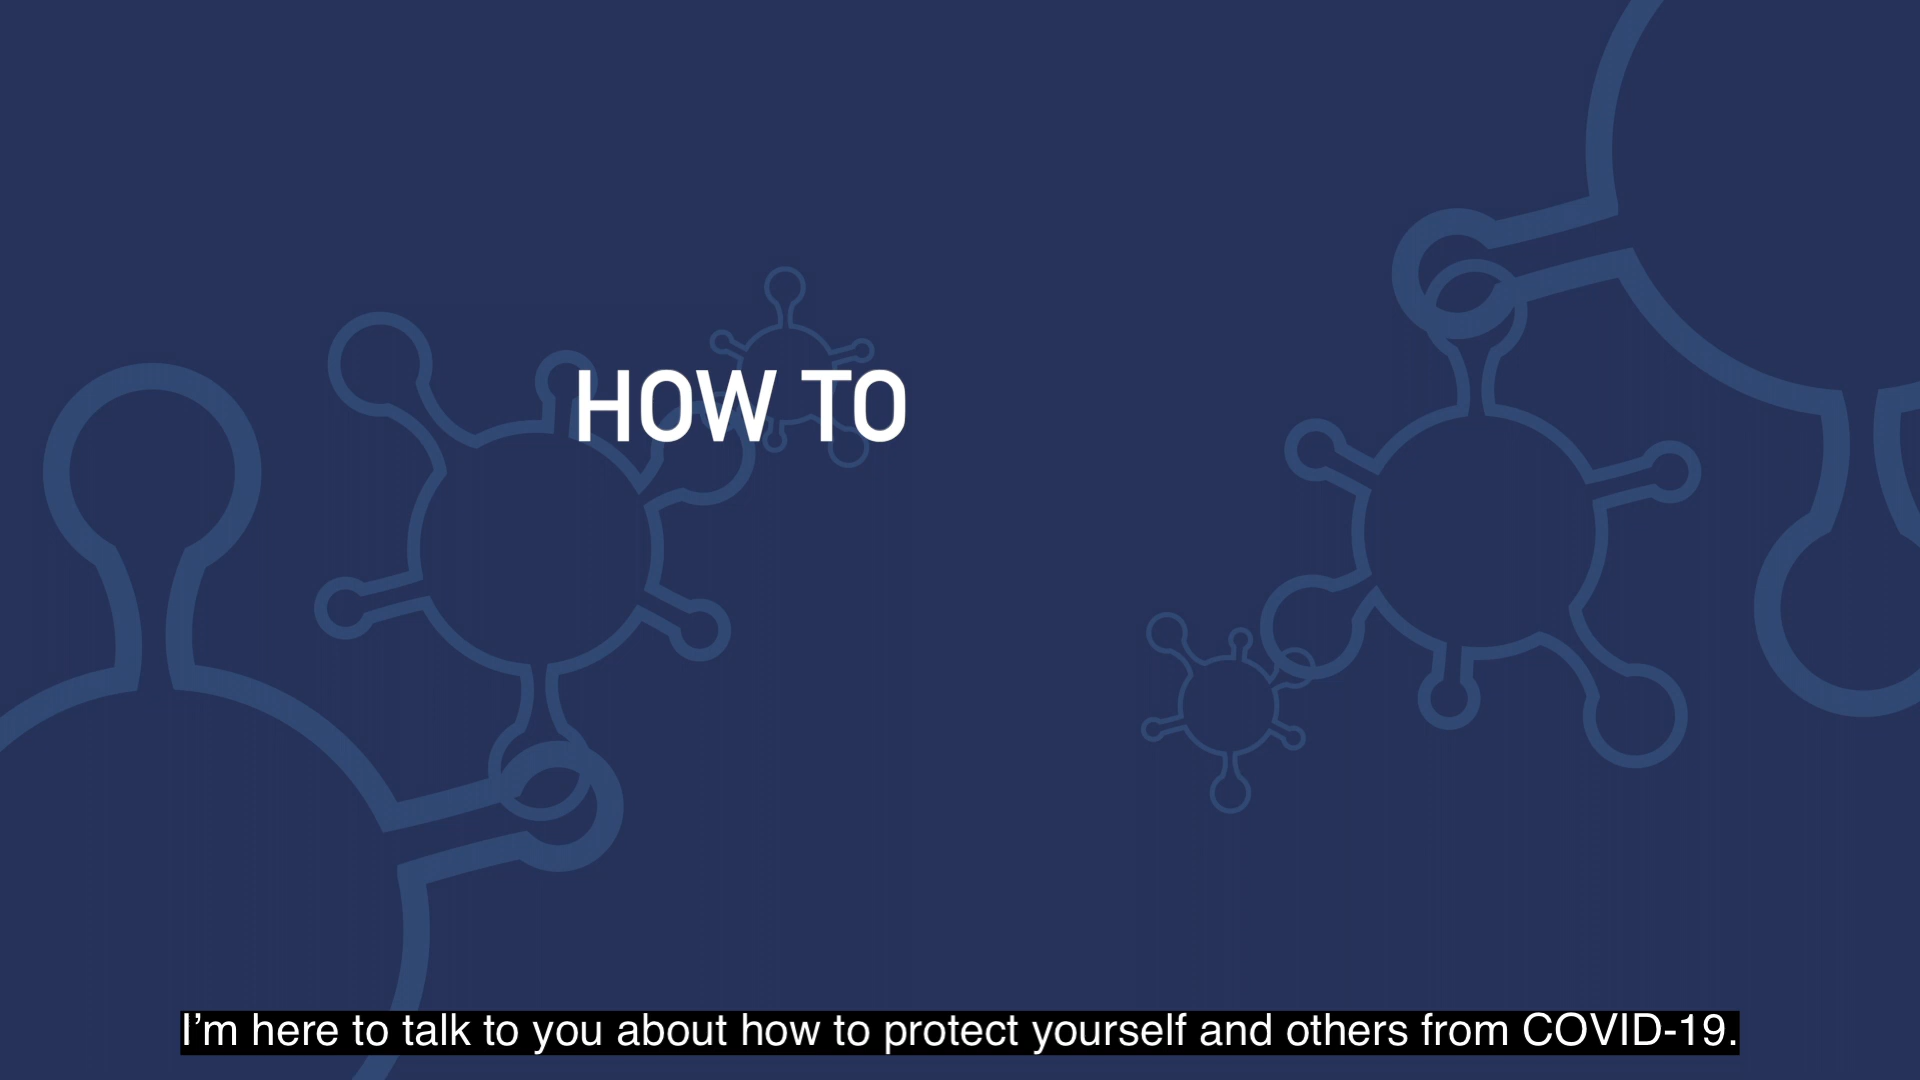 HOW TO
I’m here to talk to you about how to protect yourself and others from COVID-19.